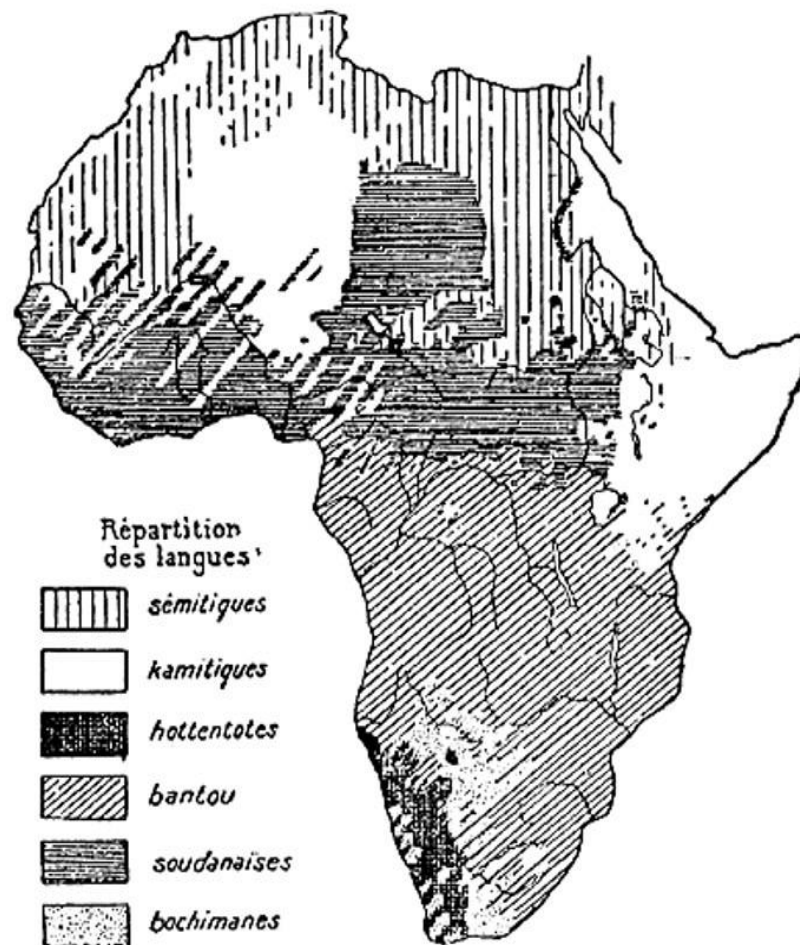 Répartition
des langues
sémitiques
kamitiques
hottentotes
bantou
soudanaises
bochimanes